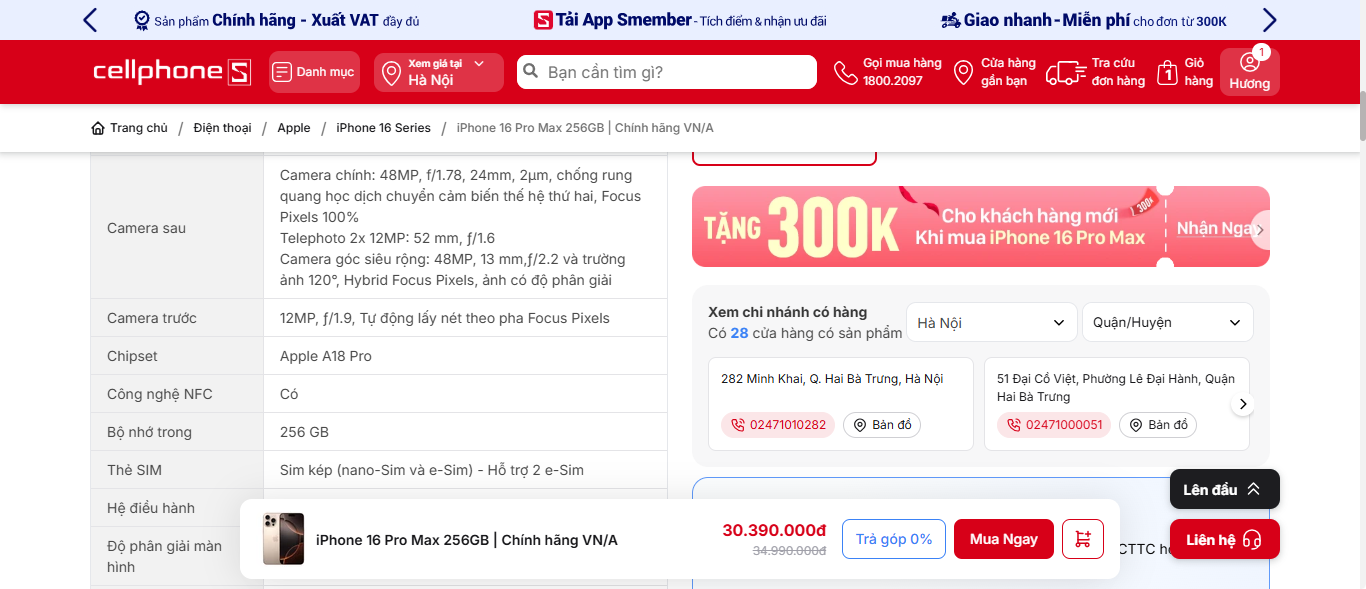 Sản phẩm Chính hãng - Xuất VAT đầy đủ
S Tải App Smember - Tích điểm & nhận ưu đãi
Giao nhanh - Miễn phí cho đơn từ 300K
cellphoneS
Danh mục
Xem giá tại
Hà Nội
Bạn cần tìm gì?
Gọi mua hàng
1800.2097
Cửa hàng
gần bạn
Tra cứu
đơn hàng
1
Giỏ
hàng
1
Hương
Trang chủ / Điện thoại / Apple / iPhone 16 Series / iPhone 16 Pro Max 256GB | Chính hãng VN/A
Camera sau
Camera chính: 48MP, f/1.78, 24mm, 2µm, chống rung
quang học dịch chuyển cảm biến thế hệ thứ hai, Focus
Pixels 100%
Telephoto 2x 12MP: 52 mm, ƒ/1.6
Camera góc siêu rộng: 48MP, 13 mm,ƒ/2.2 và trường
ảnh 120°, Hybrid Focus Pixels, ảnh có độ phân giải
Camera trước
12MP, ƒ/1.9, Tự động lấy nét theo pha Focus Pixels
Chipset
Apple A18 Pro
Công nghệ NFC
Có
Bộ nhớ trong
256 GB
Thẻ SIM
Sim kép (nano-Sim và e-Sim) - Hỗ trợ 2 e-Sim
Hệ điều hành
Độ phân giải màn
hình
TẶNG 300K
Cho khách hàng mới
Khi mua iPhone 16 Pro Max
300K
Nhận Nga
Xem chi nhánh có hàng
Có 28 cửa hàng có sản phẩm
Hà Nội
Quận/Huyện
282 Minh Khai, Q. Hai Bà Trưng, Hà Nội
02471010282
Bản đồ
51 Đại Cồ Việt, Phường Lê Đại Hành, Quận
Hai Bà Trưng
02471000051
Bản đồ
Lên đầu
iPhone 16 Pro Max 256GB | Chính hãng VN/A
30.390.000đ
34.990.000đ
Trả góp 0%
Mua Ngay
CTTC
Liên hệ